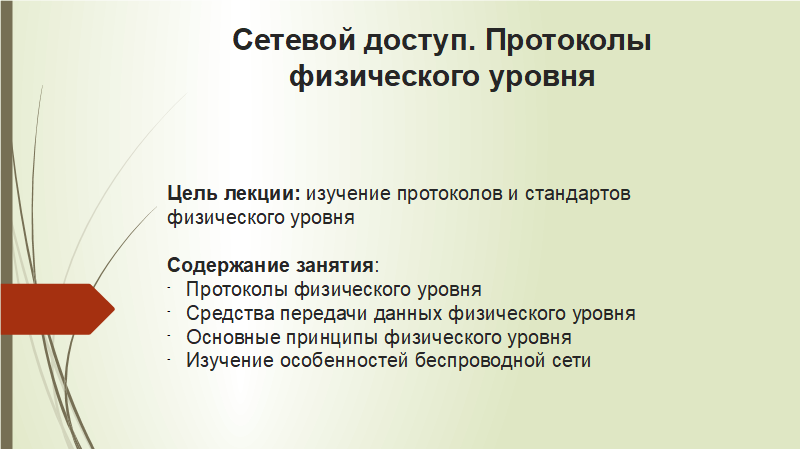 Сетевой доступ. Протоколы
физического уровня
Цель лекции: изучение протоколов и стандартов
физического уровня
Содержание занятия:
- Протоколы физического уровня
- Средства передачи данных физического уровня
- Основные принципы физического уровня
- Изучение особенностей беспроводной сети